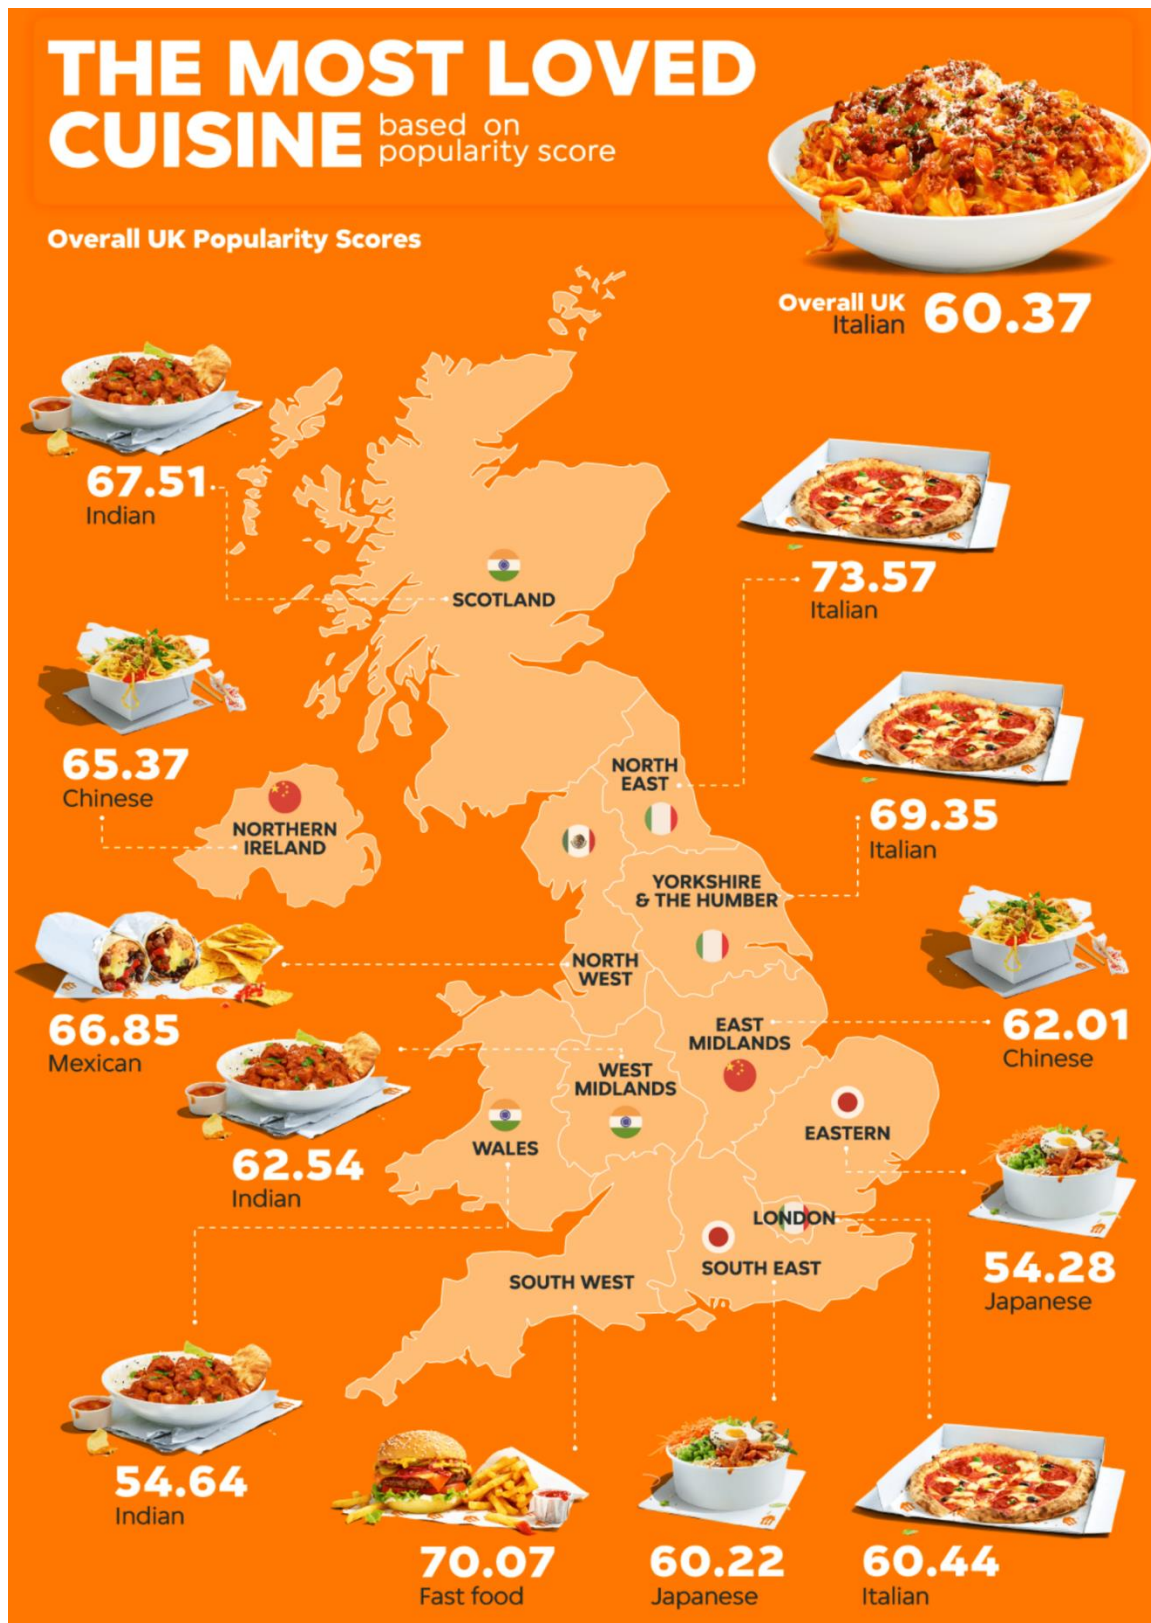 THE MOST LOVED
CUISINE based on
popularity score
Overall UK Popularity Scores
Overall UK
Italian 60.37
67.51
Indian
SCOTLAND
73.57
Italian
65.37
Chinese
NORTHERN
IRELAND
NORTH
EAST
69.35
Italian
YORKSHIRE
& THE HUMBER
66.85
Mexican
NORTH
WEST
EAST
MIDLANDS
62.01
Chinese
62.54
Indian
WEST
MIDLANDS
WALES
EASTERN
54.28
Japanese
LONDON
SOUTH EAST
SOUTH WEST
54.64
Indian
70.07
Fast food
60.22
Japanese
60.44
Italian